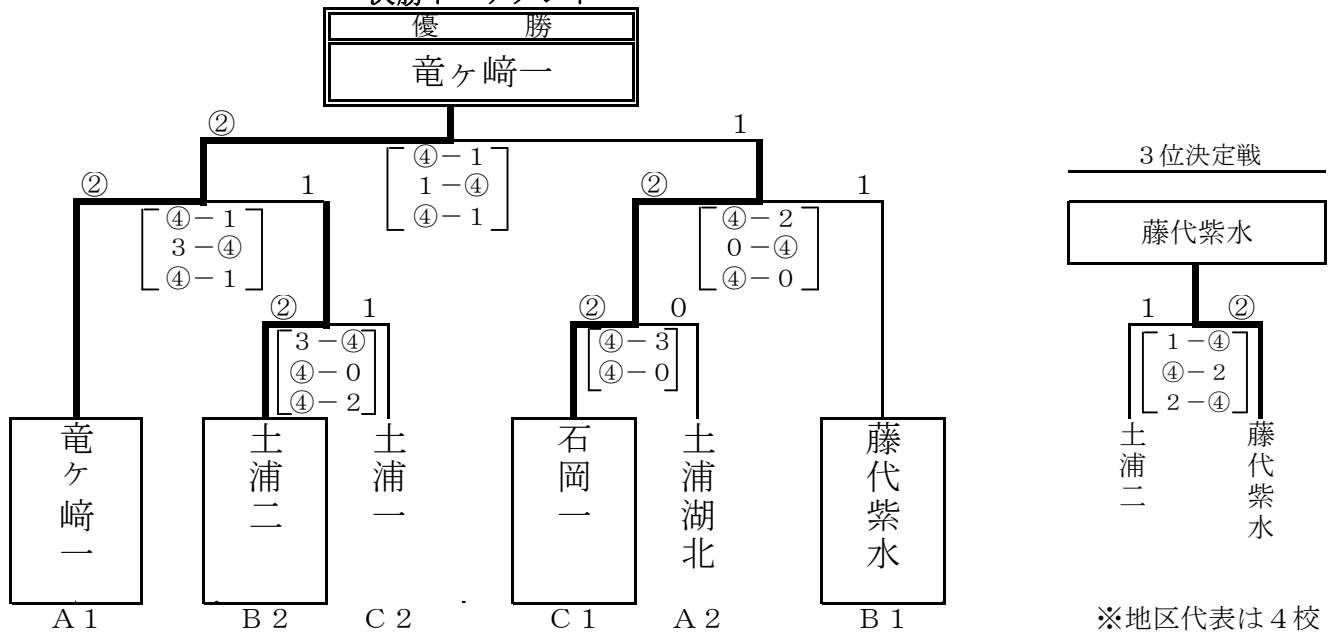 優　　　勝
竜ヶ崎一
②　1
④－1
1－④
④－1
②　1
④－1
3－④
④－1
②　1
④－2
0－④
④－0
②　1
3－④
④－0
④－2
②　0
④－3
④－0
竜ヶ崎一
土浦二
土浦一
石岡一
土浦湖北
藤代紫水
A1
B2
C2
C1
A2
B1
3位決定戦
藤代紫水
1　②
1－④
④－2
2－④
土浦二
藤代紫水
※地区代表は4校